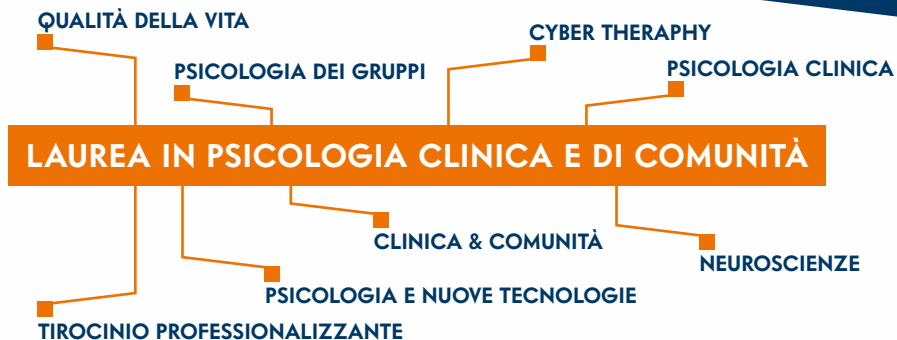 QUALITÀ DELLA VITA
CYBER THERAPHY
PSICOLOGIA DEI GRUPPI
PSICOLOGIA CLINICA
LAUREA IN PSICOLOGIA CLINICA E DI COMUNITÀ
CLINICA & COMUNITÀ
NEUROSCIENZE
PSICOLOGIA E NUOVE TECNOLOGIE
TIROCINIO PROFESSIONALIZZANTE